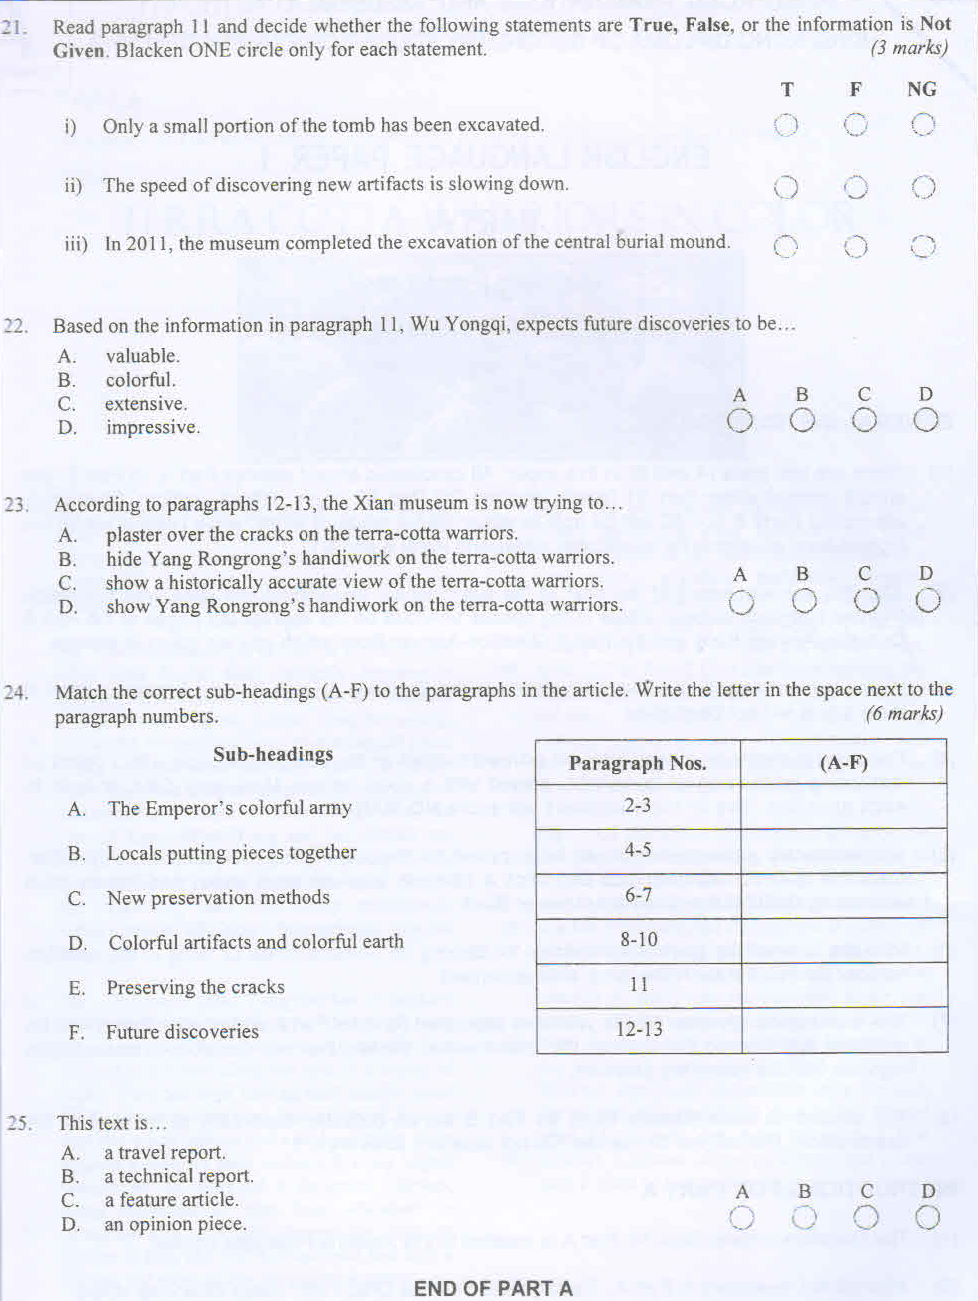 21. Read paragraph 11 and decide whether the following statements are True, False, or the information is Not
Given. Blacken ONE circle only for each statement. (3 marks)
T F NG
i) Only a small portion of the tomb has been excavated.
ii) The speed of discovering new artifacts is slowing down.
iii) In 2011, the museum completed the excavation of the central burial mound.
22. Based on the information in paragraph 11, Wu Yongqi, expects future discoveries to be…
A. valuable.
B. colorful.
C. extensive.
D. impressive.
A B C D
23. According to paragraphs 12-13, the Xian museum is now trying to…
A. plaster over the cracks on the terra-cotta warriors.
B. hide Yang Rongrong's handiwork on the terra-cotta warriors.
C. show a historically accurate view of the terra-cotta warriors.
D. show Yang Rongrong's handiwork on the terra-cotta warriors.
A B C D
24. Match the correct sub-headings (A-F) to the paragraphs in the article. Write the letter in the space next to the
paragraph numbers. (6 marks)
Sub-headings
A. The Emperor's colorful army
B. Locals putting pieces together
C. New preservation methods
D. Colorful artifacts and colorful earth
E. Preserving the cracks
F. Future discoveries
Paragraph Nos. (A-F)
2-3
4-5
6-7
8-10
11
12-13
25. This text is…
A. a travel report.
B. a technical report.
C. a feature article.
D. an opinion piece.
A B C D
END OF PART A